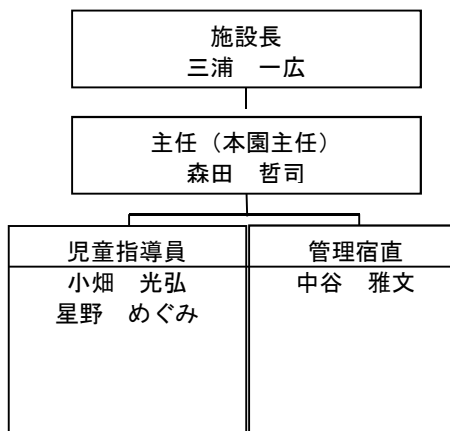 施設長
三浦　一広
主任（本園主任）
森田　哲司
児童指導員
小畑　光弘
星野　めぐみ
管理宿直
中谷　雅文